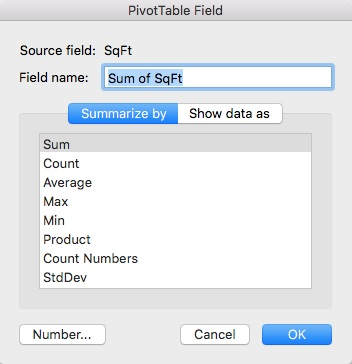 PivotTable Field
Source field: SqFt
Field name: Sum of SqFt
Summarize by Show data as
Sum
Count
Average
Max
Min
Product
Count Numbers
StdDev
Number... Cancel OK